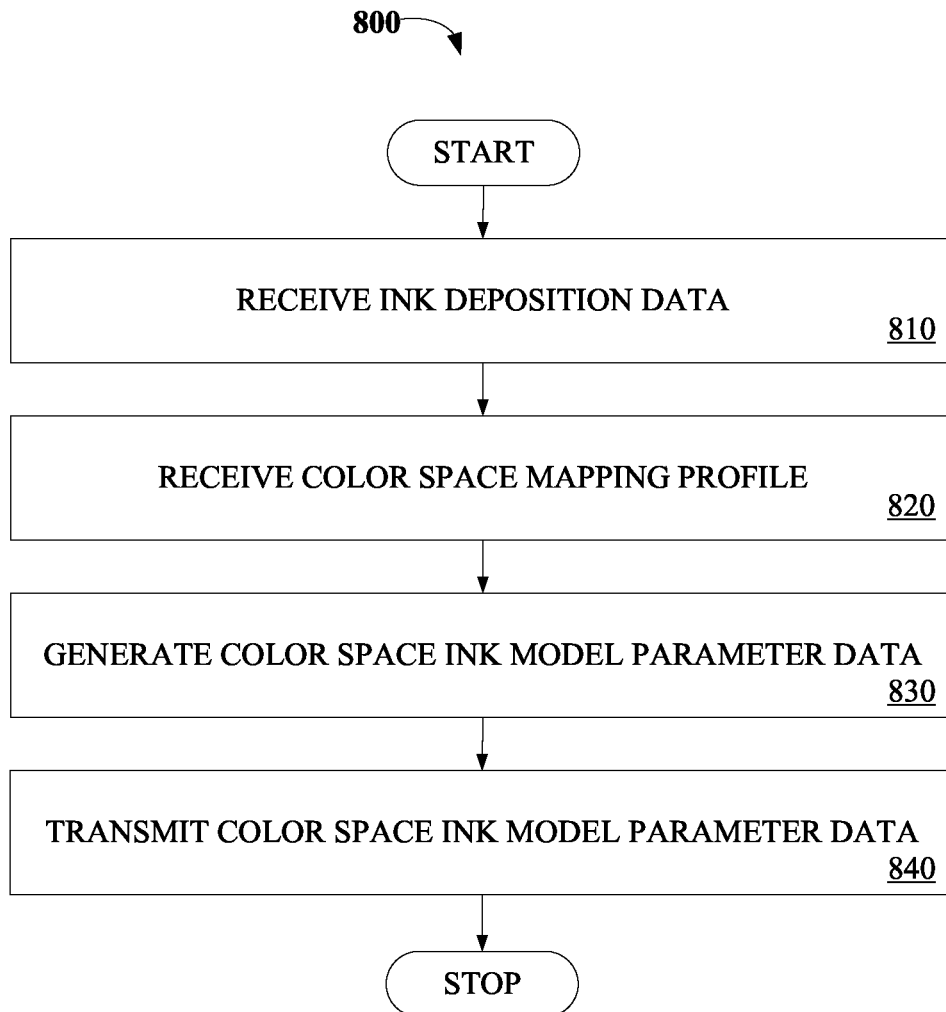 800
START
RECEIVE INK DEPOSITION DATA
810
RECEIVE COLOR SPACE MAPPING PROFILE
820
GENERATE COLOR SPACE INK MODEL PARAMETER DATA
830
TRANSMIT COLOR SPACE INK MODEL PARAMETER DATA
840
STOP